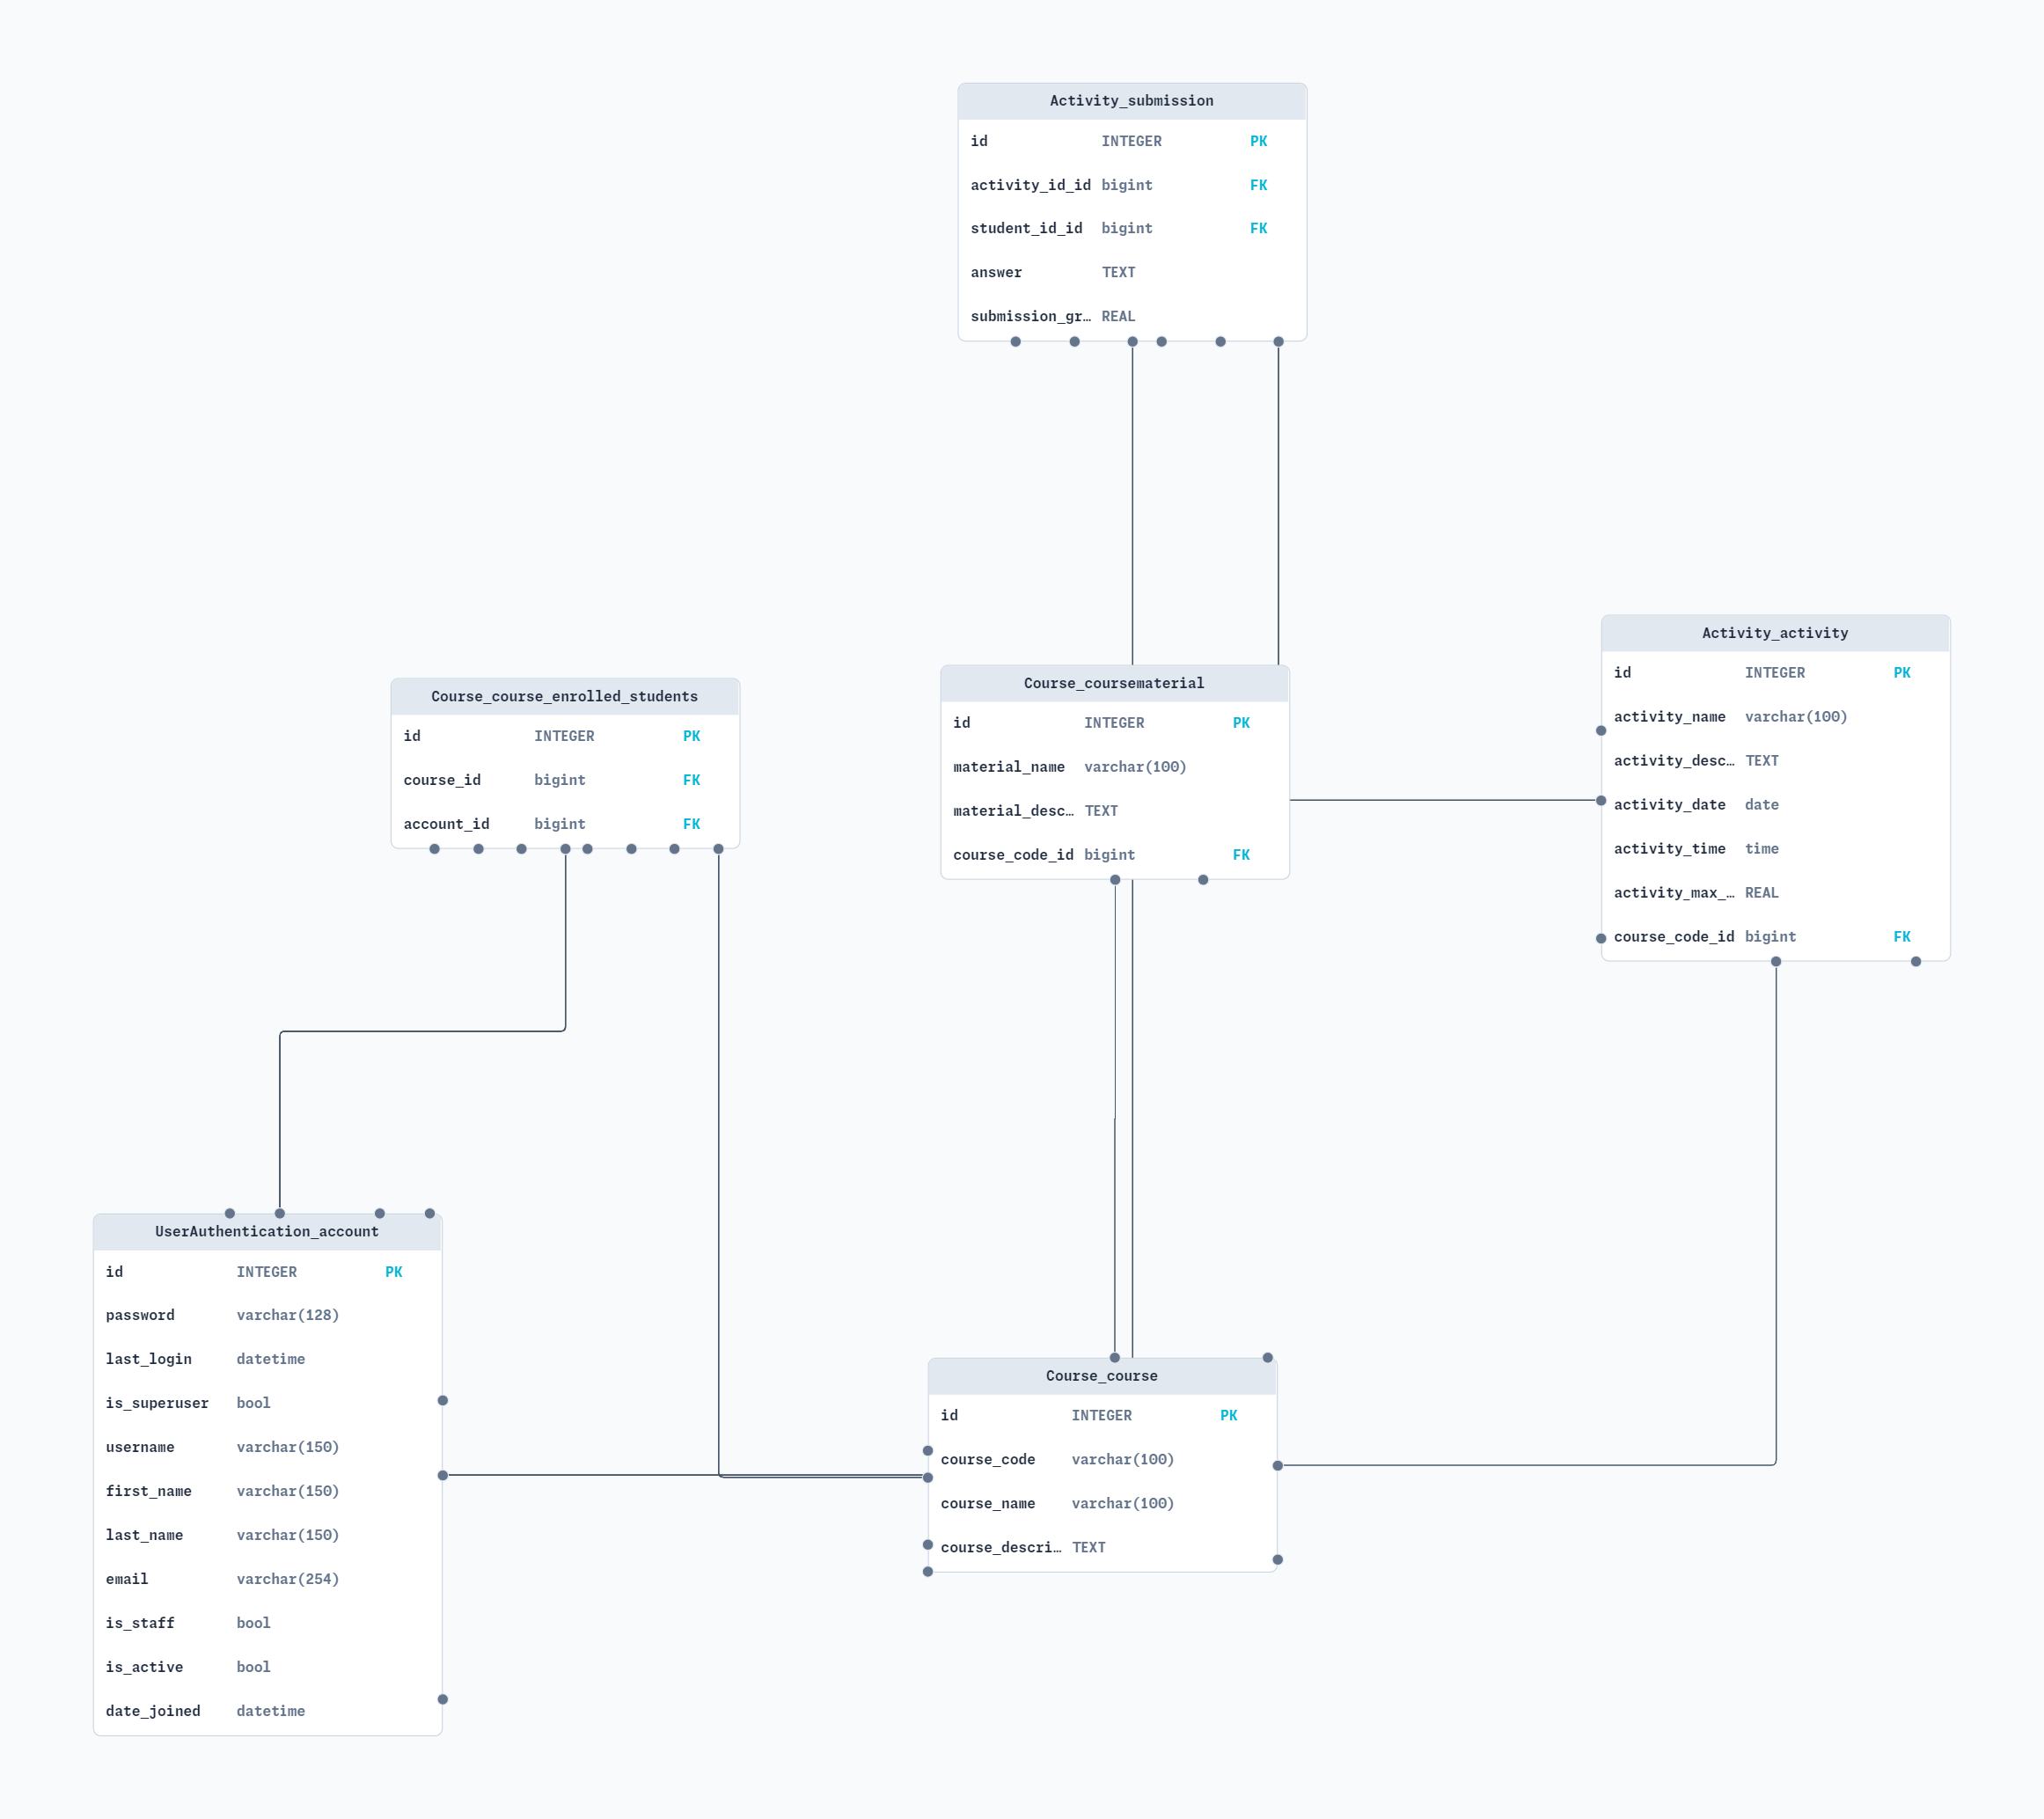 Activity_submission
id INTEGER PK
activity_id_id bigint FK
student_id_id bigint FK
answer TEXT
submission_gr… REAL
Activity_activity
id INTEGER PK
activity_name varchar(100)
activity_desc… TEXT
activity_date date
activity_time time
activity_max_… REAL
course_code_id bigint FK
Course_coursematerial
id INTEGER PK
material_name varchar(100)
material_desc… TEXT
course_code_id bigint FK
Course_course_enrolled_students
id INTEGER PK
course_id bigint FK
account_id bigint FK
UserAuthentication_account
id INTEGER PK
password varchar(128)
last_login datetime
is_superuser bool
username varchar(150)
first_name varchar(150)
last_name varchar(150)
email varchar(254)
is_staff bool
is_active bool
date_joined datetime
Course_course
id INTEGER PK
course_code varchar(100)
course_name varchar(100)
course_descri… TEXT